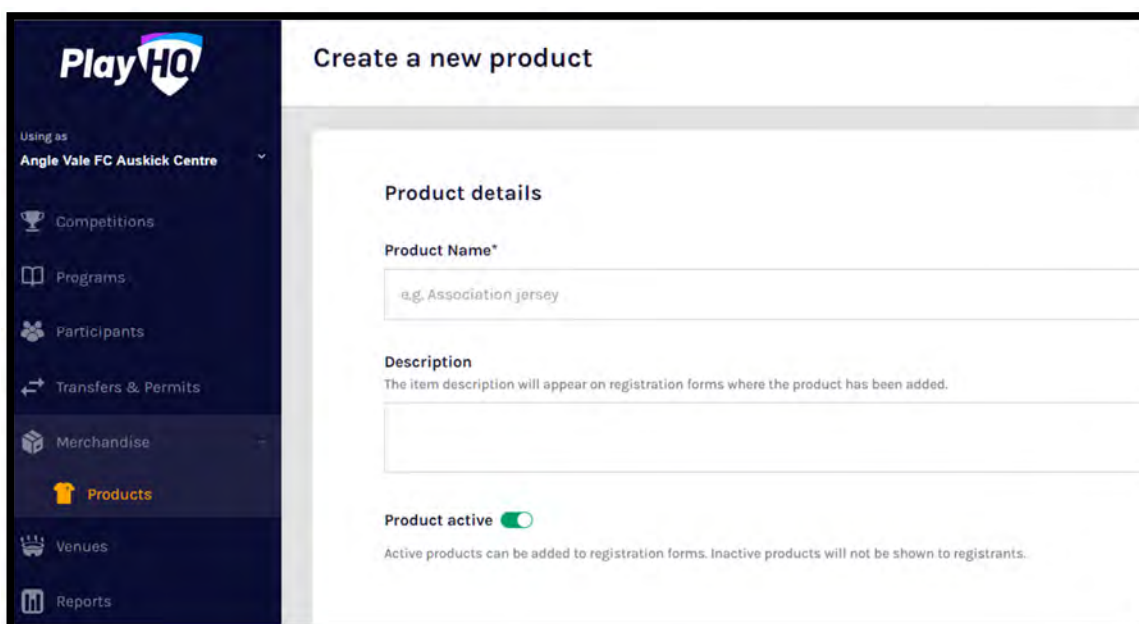 PlayHQ
Create a new product
Using as
Angle Vale FC Auskick Centre
Competitions
Programs
Participants
Transfers & Permits
Merchandise
Products
Venues
Reports
Product details
Product Name*
e.g. Association jersey
Description
The item description will appear on registration forms where the product has been added.
Product active
Active products can be added to registration forms. Inactive products will not be shown to registrants.